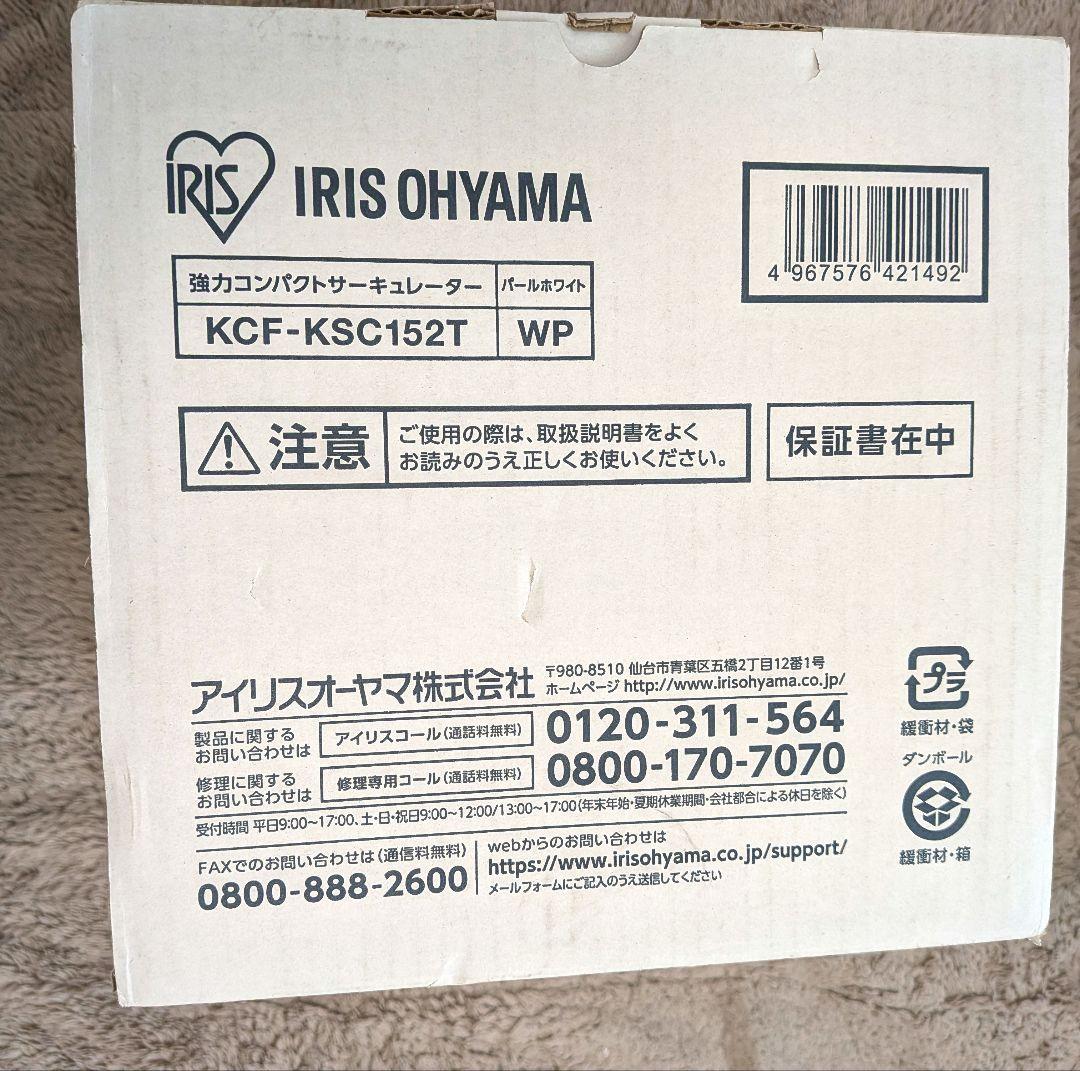 IRIS IRIS OHYAMA
強力コンパクトサーキュレーター パールホワイト
KCF-KSC152T WP
4 967576 421492
注意 ご使用の際は、取扱説明書をよく
お読みのうえ正しくお使いください。
保証書在中
アイリスオーヤマ株式会社
〒980-8510 仙台市青葉区五橋2丁目12番1号
ホームページ http://www.irisohyama.co.jp/
製品に関する
お問い合わせは
アイリスコール(通話料無料) 0120-311-564
修理に関する
お問い合わせは
修理専用コール(通話料無料) 0800-170-7070
受付時間 平日9:00~17:00、土・日・祝日9:00~12:00/13:00~17:00(年末年始・夏期休業期間・会社都合による休日を除く)
FAXでのお問い合わせは(通信料無料)
0800-888-2600
webからのお問い合わせは
https://www.irisohyama.co.jp/support/
メールフォームにご記入のうえ送信してください
プラ
緩衝材・袋
ダンボール
緩衝材・箱